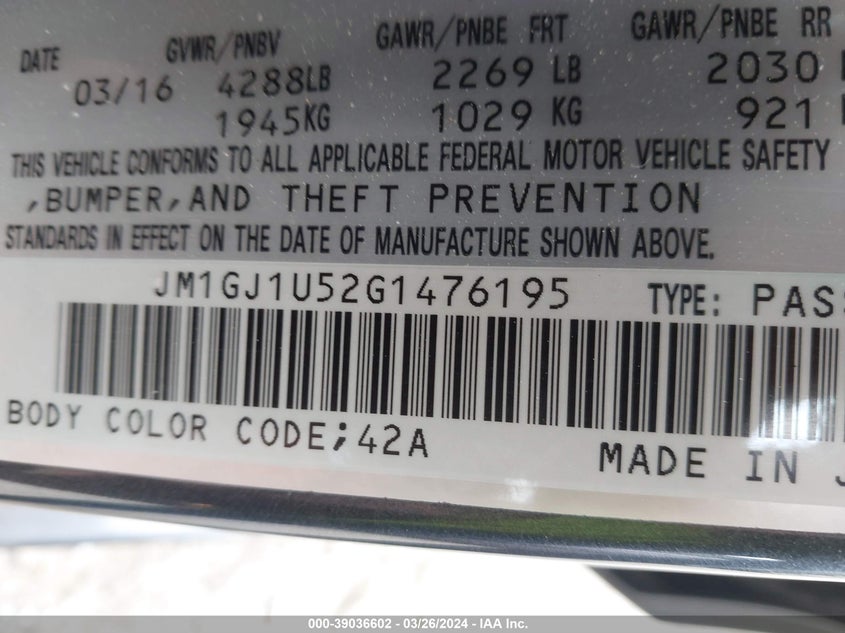 DATE GVWR/PNBV GAWR/PNBE FRT GAWR/PNBE RR
03/16 4288LB 2269 LB 2030
1945KG 1029 KG 921
THIS VEHICLE CONFORMS TO ALL APPLICABLE FEDERAL MOTOR VEHICLE SAFETY
,BUMPER,AND THEFT PREVENTION
STANDARDS IN EFFECT ON THE DATE OF MANUFACTURE SHOWN ABOVE.
JM1GJ1U52G1476195 TYPE: PASS
BODY COLOR CODE;42A MADE IN J
000-39036602 - 03/26/2024 - IAA Inc.